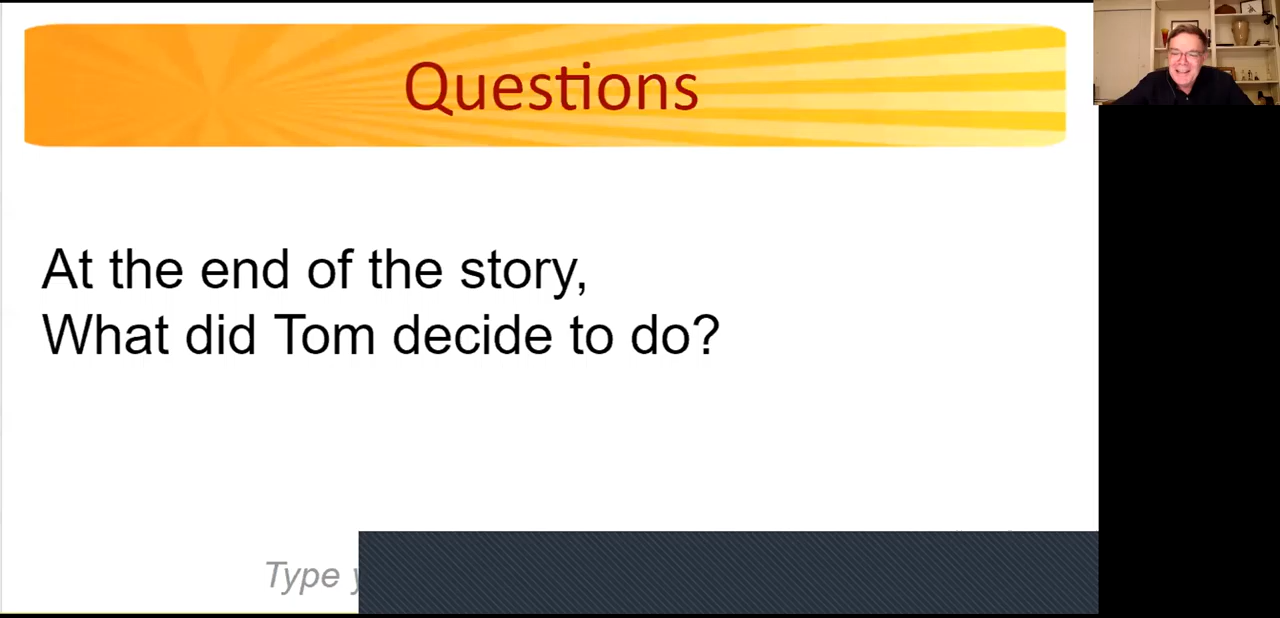 Questions
At the end of the story,
What did Tom decide to do?
Type